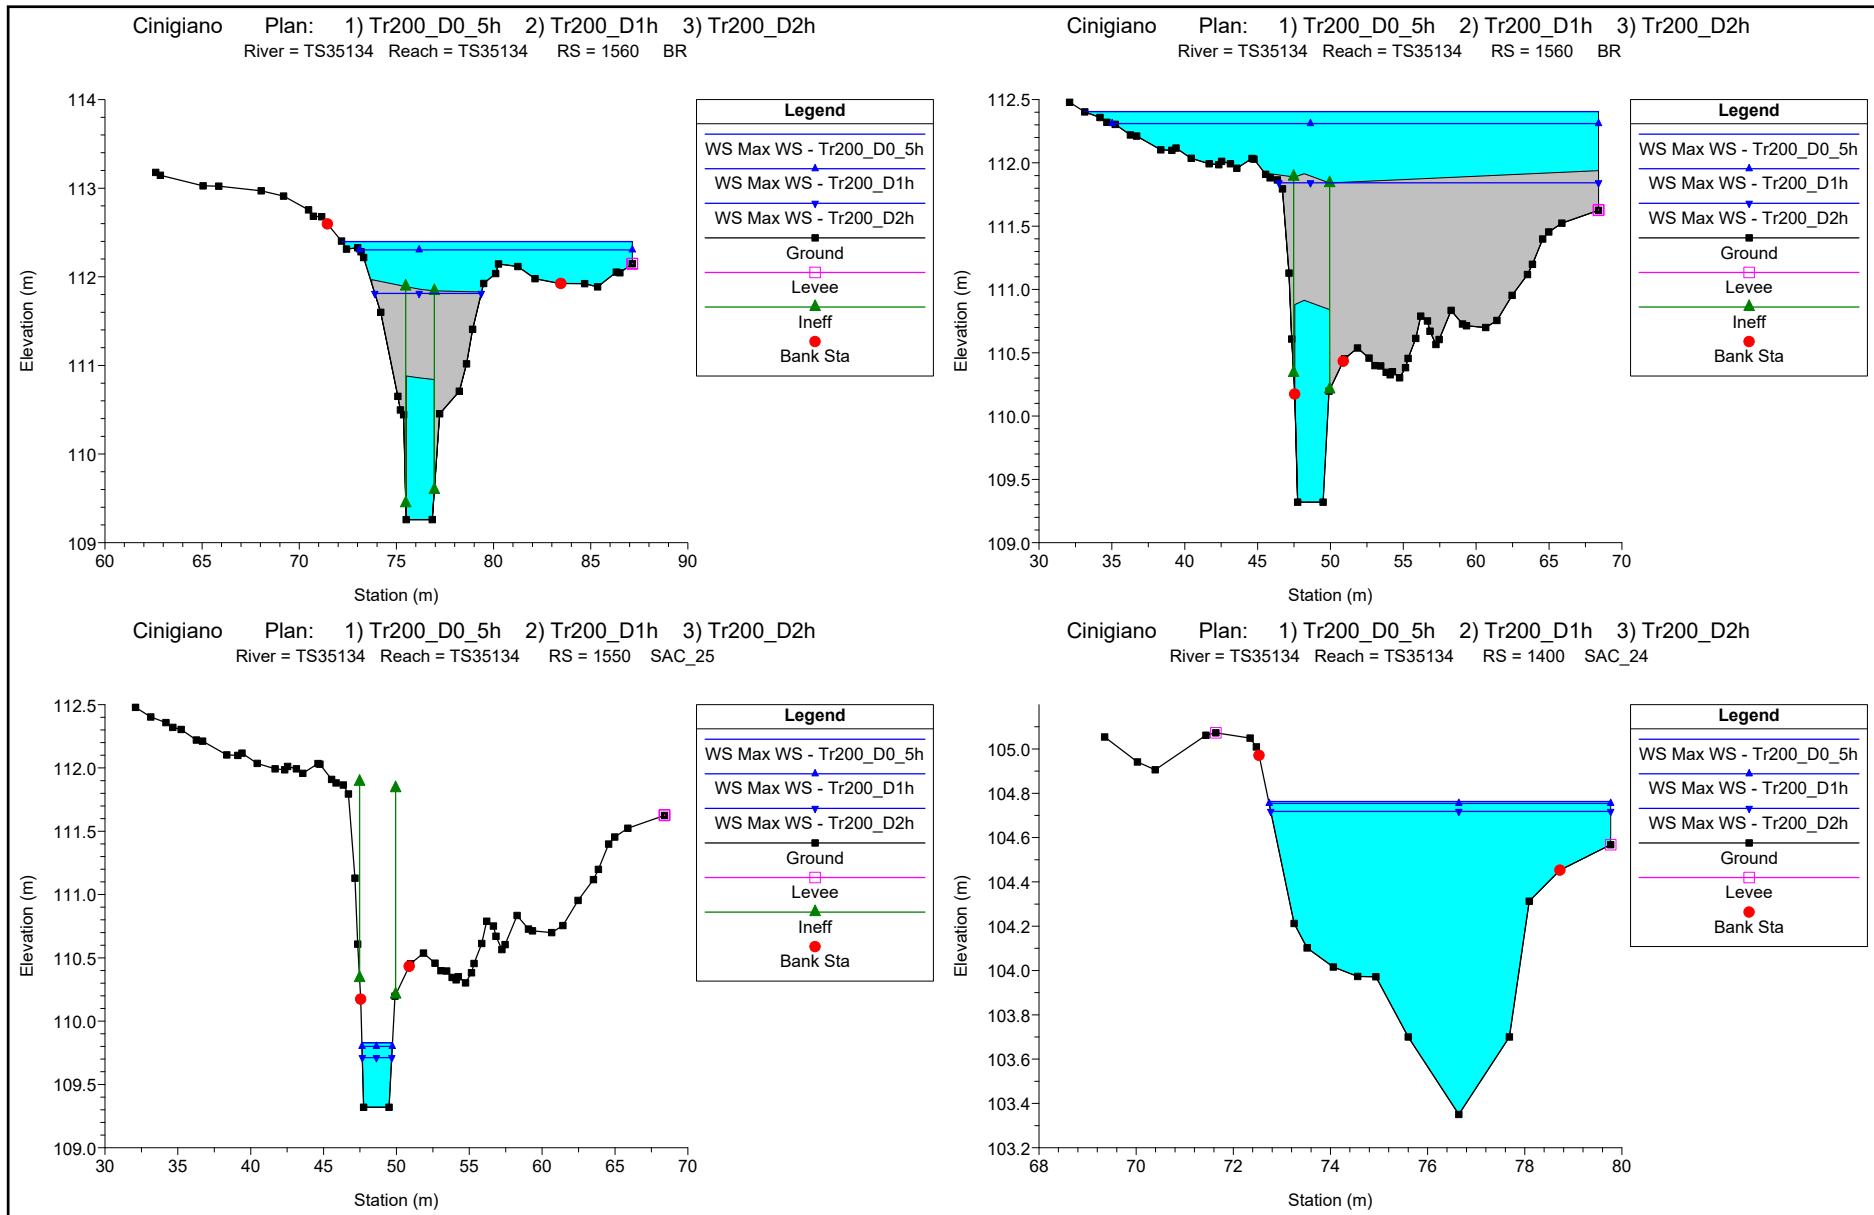 Cinigiano Plan: 1) Tr200_D0_5h 2) Tr200_D1h 3) Tr200_D2h
River = TS35134 Reach = TS35134 RS = 1560 BR
114
113
112
111
110
109
60 65 70 75 80 85 90
Elevation (m)
Station (m)
Legend
WS Max WS - Tr200_D0_5h
WS Max WS - Tr200_D1h
WS Max WS - Tr200_D2h
Ground
Levee
Ineff
Bank Sta
Cinigiano Plan: 1) Tr200_D0_5h 2) Tr200_D1h 3) Tr200_D2h
River = TS35134 Reach = TS35134 RS = 1560 BR
112.5
112.0
111.5
111.0
110.5
110.0
109.5
109.0
30 35 40 45 50 55 60 65 70
Elevation (m)
Station (m)
Legend
WS Max WS - Tr200_D0_5h
WS Max WS - Tr200_D1h
WS Max WS - Tr200_D2h
Ground
Levee
Ineff
Bank Sta
Cinigiano Plan: 1) Tr200_D0_5h 2) Tr200_D1h 3) Tr200_D2h
River = TS35134 Reach = TS35134 RS = 1550 SAC_25
112.5
112.0
111.5
111.0
110.5
110.0
109.5
109.0
30 35 40 45 50 55 60 65 70
Elevation (m)
Station (m)
Legend
WS Max WS - Tr200_D0_5h
WS Max WS - Tr200_D1h
WS Max WS - Tr200_D2h
Ground
Levee
Ineff
Bank Sta
Cinigiano Plan: 1) Tr200_D0_5h 2) Tr200_D1h 3) Tr200_D2h
River = TS35134 Reach = TS35134 RS = 1400 SAC_24
105.0
104.8
104.6
104.4
104.2
104.0
103.8
103.6
103.4
103.2
68 70 72 74 76 78 80
Elevation (m)
Station (m)
Legend
WS Max WS - Tr200_D0_5h
WS Max WS - Tr200_D1h
WS Max WS - Tr200_D2h
Ground
Levee
Bank Sta